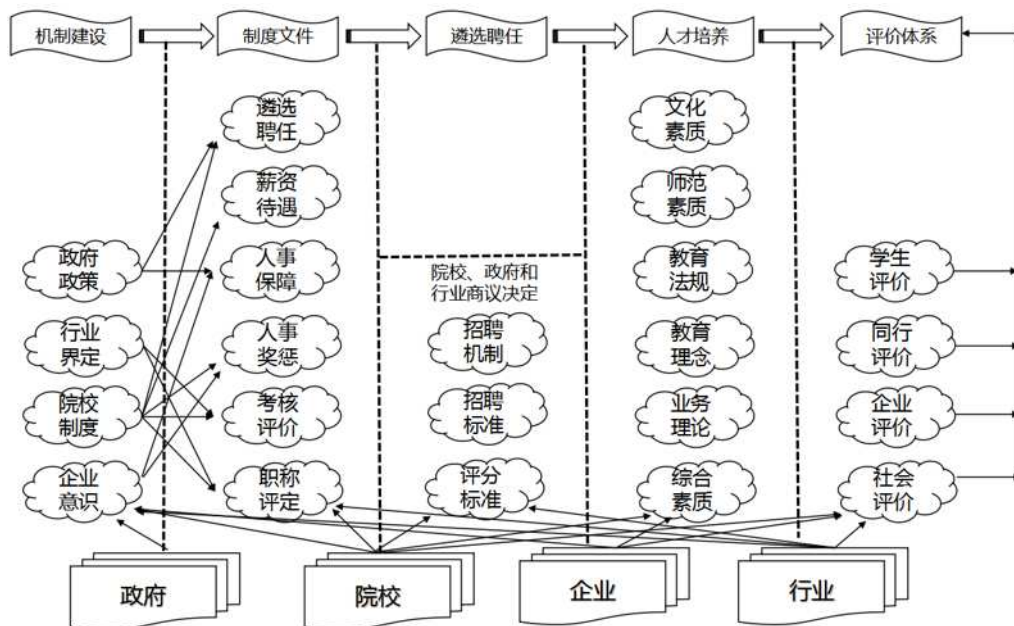 机制建设
制度文件
遴选聘任
人才培养
评价体系
遴选
聘任
薪资
待遇
人事
保障
人事
奖惩
考核
评价
职称
评定
政府
政策
行业
界定
院校
制度
企业
意识
院校、政府和
行业商议决定
招聘
机制
招聘
标准
评分
标准
文化
素质
师范
素质
教育
法规
教育
理念
业务
理论
综合
素质
学生
评价
同行
评价
企业
评价
社会
评价
政府
院校
企业
行业